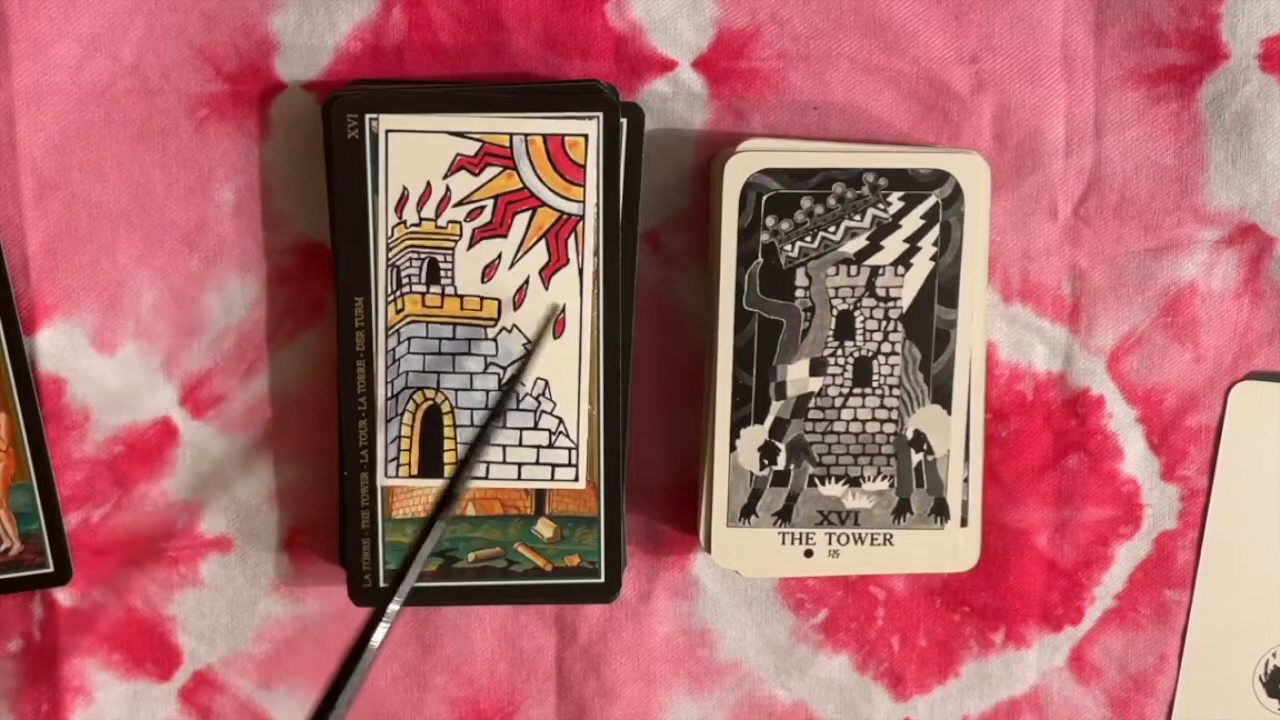 XVI
LA TORRE - THE TOWER - LA TOUR - LA TORRE - DER TURM
XVI
THE TOWER
塔